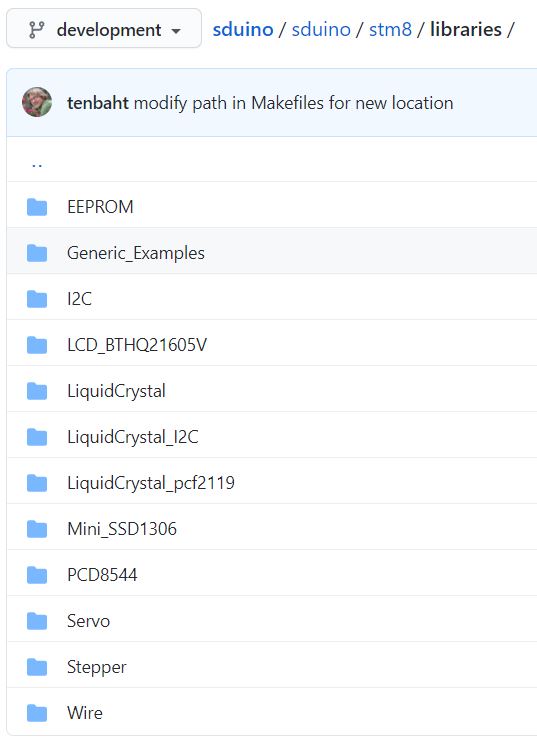 development sduino / sduino / stm8 / libraries /
tenbaht modify path in Makefiles for new location
..
EEPROM
Generic_Examples
I2C
LCD_BTHQ21605V
LiquidCrystal
LiquidCrystal_I2C
LiquidCrystal_pcf2119
Mini_SSD1306
PCD8544
Servo
Stepper
Wire